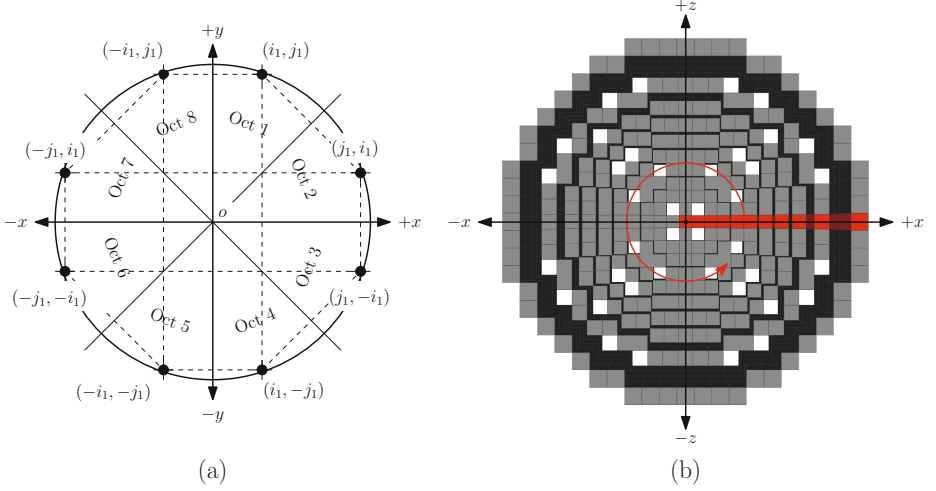 +y
(−i₁, j₁)
(i₁, j₁)
Oct 8
Oct 1
(−j₁, i₁)
(j₁, i₁)
Oct 7
Oct 2
o
−x
+x
Oct 6
Oct 3
(−j₁, −i₁)
(j₁, −i₁)
Oct 5
Oct 4
(−i₁, −j₁)
(i₁, −j₁)
−y
(a)
+z
−x
+x
−z
(b)